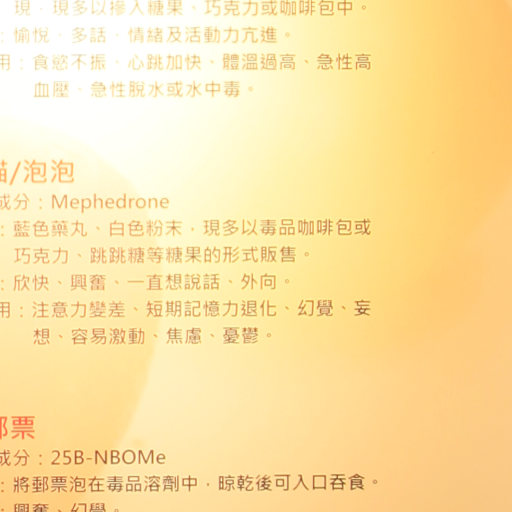 現，現多以摻入糖果、巧克力或咖啡包中。
：愉悅、多話、情緒及活動力亢進。
用：食慾不振、心跳加快、體溫過高、急性高
血壓、急性脫水或水中毒。
喵/泡泡
成分：Mephedrone
：藍色藥丸、白色粉末，現多以毒品咖啡包或
巧克力、跳跳糖等糖果的形式販售。
：欣快、興奮、一直想說話、外向。
用：注意力變差、短期記憶力退化、幻覺、妄
想、容易激動、焦慮、憂鬱。
郵票
成分：25B-NBOMe
：將郵票泡在毒品溶劑中，晾乾後可入口吞食。
：興奮、幻覺。